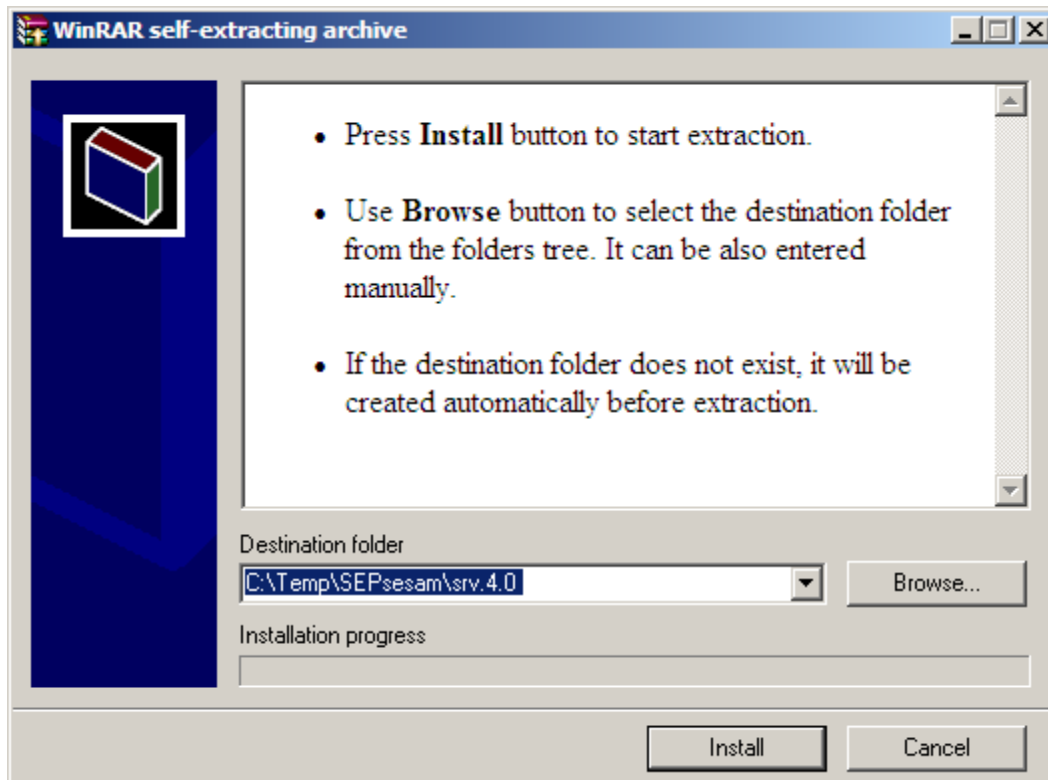 WinRAR self-extracting archive
• Press Install button to start extraction.
• Use Browse button to select the destination folder
from the folders tree. It can be also entered
manually.
• If the destination folder does not exist, it will be
created automatically before extraction.
Destination folder
C:\Temp\SEPsesam\srv.4.0
Browse...
Installation progress
Install
Cancel